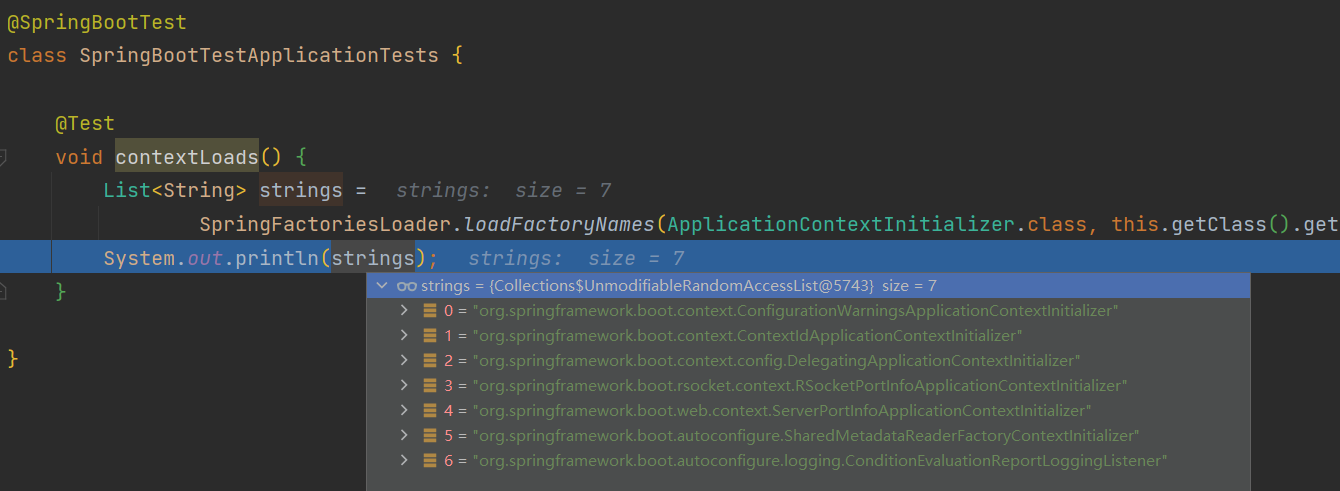 @SpringBootTest
class SpringBootTestApplicationTests {
@Test
void contextLoads() {
List<String> strings = strings: size = 7
SpringFactoriesLoader.loadFactoryNames(ApplicationContextInitializer.class, this.getClass().get
System.out.println(strings); strings: size = 7
strings = {Collections$UnmodifiableRandomAccessList@5743} size = 7
0 = "org.springframework.boot.context.ConfigurationWarningsApplicationContextInitializer"
1 = "org.springframework.boot.context.ContextIdApplicationContextInitializer"
2 = "org.springframework.boot.context.config.DelegatingApplicationContextInitializer"
3 = "org.springframework.boot.rsocket.context.RSocketPortInfoApplicationContextInitializer"
4 = "org.springframework.boot.web.context.ServerPortInfoApplicationContextInitializer"
5 = "org.springframework.boot.autoconfigure.SharedMetadataReaderFactoryContextInitializer"
6 = "org.springframework.boot.autoconfigure.logging.ConditionEvaluationReportLoggingListener"
}
}